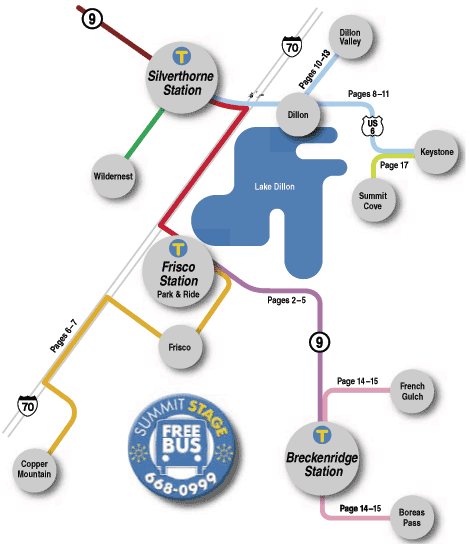 9
70
Dillon
Valley
Pages 10–13
T
Silverthorne
Station
Pages 8–11
Dillon
US
6
Keystone
Page 17
Wildernest
Lake Dillon
Summit
Cove
T
Frisco
Station
Park & Ride
Pages 2–5
Pages 6–7
Frisco
9
70
Page 14–15
French
Gulch
SUMMIT STAGE
FREE
BUS
668-0999
T
Breckenridge
Station
Copper
Mountain
Page 14–15
Boreas
Pass